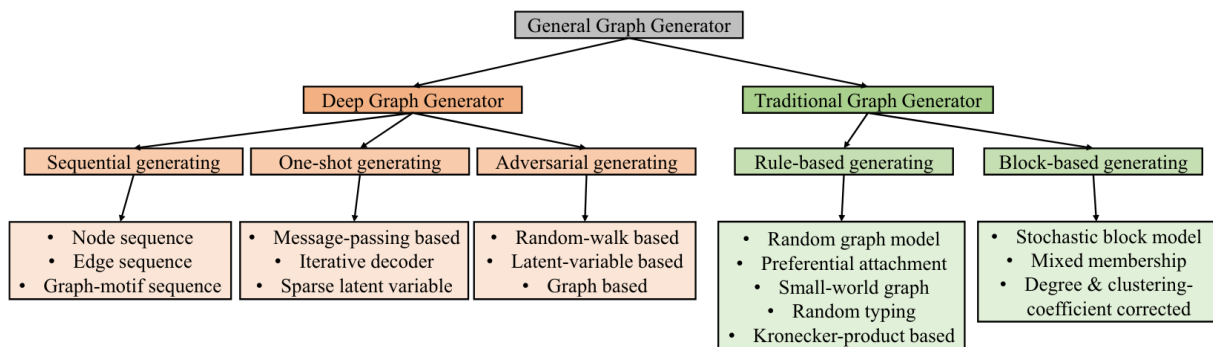 General Graph Generator
Deep Graph Generator
Traditional Graph Generator
Sequential generating
One-shot generating
Adversarial generating
Rule-based generating
Block-based generating
• Node sequence
• Edge sequence
• Graph-motif sequence
• Message-passing based
• Iterative decoder
• Sparse latent variable
• Random-walk based
• Latent-variable based
• Graph based
• Random graph model
• Preferential attachment
• Small-world graph
• Random typing
• Kronecker-product based
• Stochastic block model
• Mixed membership
• Degree & clustering-
coefficient corrected